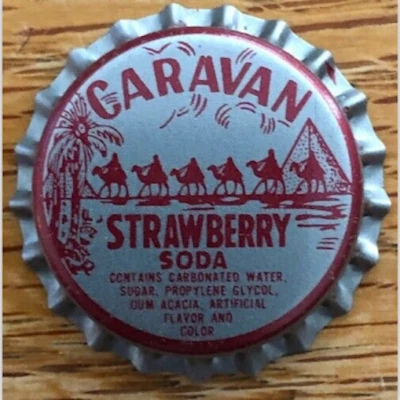 CARAVAN
STRAWBERRY
SODA
CONTAINS CARBONATED WATER,
SUGAR, PROPYLENE GLYCOL,
GUM ACACIA, ARTIFICIAL
FLAVOR AND
COLOR